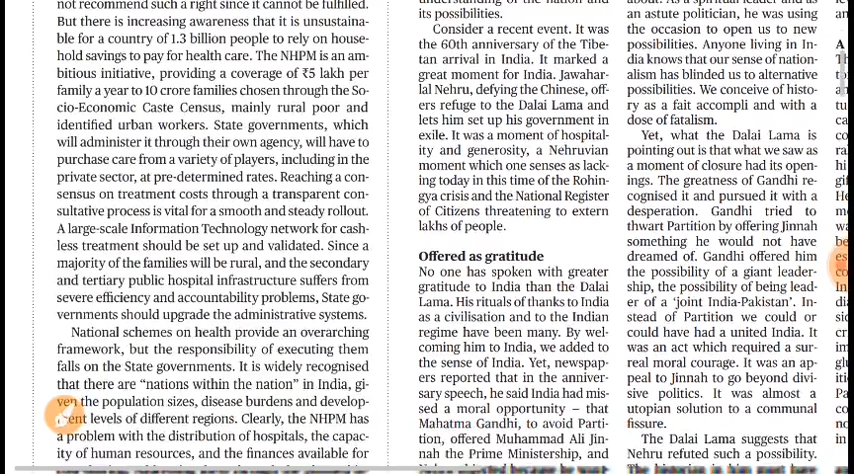 not recommend such a right since it cannot be fulfilled.
But there is increasing awareness that it is unsustaina-
ble for a country of 1.3 billion people to rely on house-
hold savings to pay for health care. The NHPM is an am-
bitious initiative, providing a coverage of ₹5 lakh per
family a year to 10 crore families chosen through the So-
cio-Economic Caste Census, mainly rural poor and
identified urban workers. State governments, which
will administer it through their own agency, will have to
purchase care from a variety of players, including in the
private sector, at pre-determined rates. Reaching a con-
sensus on treatment costs through a transparent con-
sultative process is vital for a smooth and steady rollout.
A large-scale Information Technology network for cash-
less treatment should be set up and validated. Since a
majority of the families will be rural, and the secondary
and tertiary public hospital infrastructure suffers from
severe efficiency and accountability problems, State go-
vernments should upgrade the administrative systems.
National schemes on health provide an overarching
framework, but the responsibility of executing them
falls on the State governments. It is widely recognised
that there are “nations within the nation” in India, gi-
ven the population sizes, disease burdens and develop-
ment levels of different regions. Clearly, the NHPM has
a problem with the distribution of hospitals, the capac-
ity of human resources, and the finances available for
understanding of the nation and
its possibilities.
Consider a recent event. It was
the 60th anniversary of the Tibe-
tan arrival in India. It marked a
great moment for India. Jawahar-
lal Nehru, defying the Chinese, off-
ers refuge to the Dalai Lama and
lets him set up his government in
exile. It was a moment of hospital-
ity and generosity, a Nehruvian
moment which one senses as lack-
ing today in this time of the Rohin-
gya crisis and the National Register
of Citizens threatening to extern
lakhs of people.
Offered as gratitude
No one has spoken with greater
gratitude to India than the Dalai
Lama. His rituals of thanks to India
as a civilisation and to the Indian
regime have been many. By wel-
coming him to India, we added to
the sense of India. Yet, newspap-
ers reported that in the anniver-
sary speech, he said India had mis-
sed a moral opportunity – that
Mahatma Gandhi, to avoid Parti-
tion, offered Muhammad Ali Jin-
nah the Prime Ministership, and
about. As a spiritual leader and as
an astute politician, he was using
the occasion to open us to new
possibilities. Anyone living in In-
dia knows that our sense of nation-
alism has blinded us to alternative
possibilities. We conceive of histo-
ry as a fait accompli and with a
dose of fatalism.
Yet, what the Dalai Lama is
pointing out is that what we saw as
a moment of closure had its open-
ings. The greatness of Gandhi re-
cognised it and pursued it with a
desperation. Gandhi tried to
thwart Partition by offering Jinnah
something he would not have
dreamed of. Gandhi offered him
the possibility of a giant leader-
ship, the possibility of being lead-
er of a ‘joint India-Pakistan’. In-
stead of Partition we could or
could have had a united India. It
was an act which required a sur-
real moral courage. It was an ap-
peal to Jinnah to go beyond divi-
sive politics. It was almost a
utopian solution to a communal
fissure.
The Dalai Lama suggests that
Nehru refuted such a possibility.